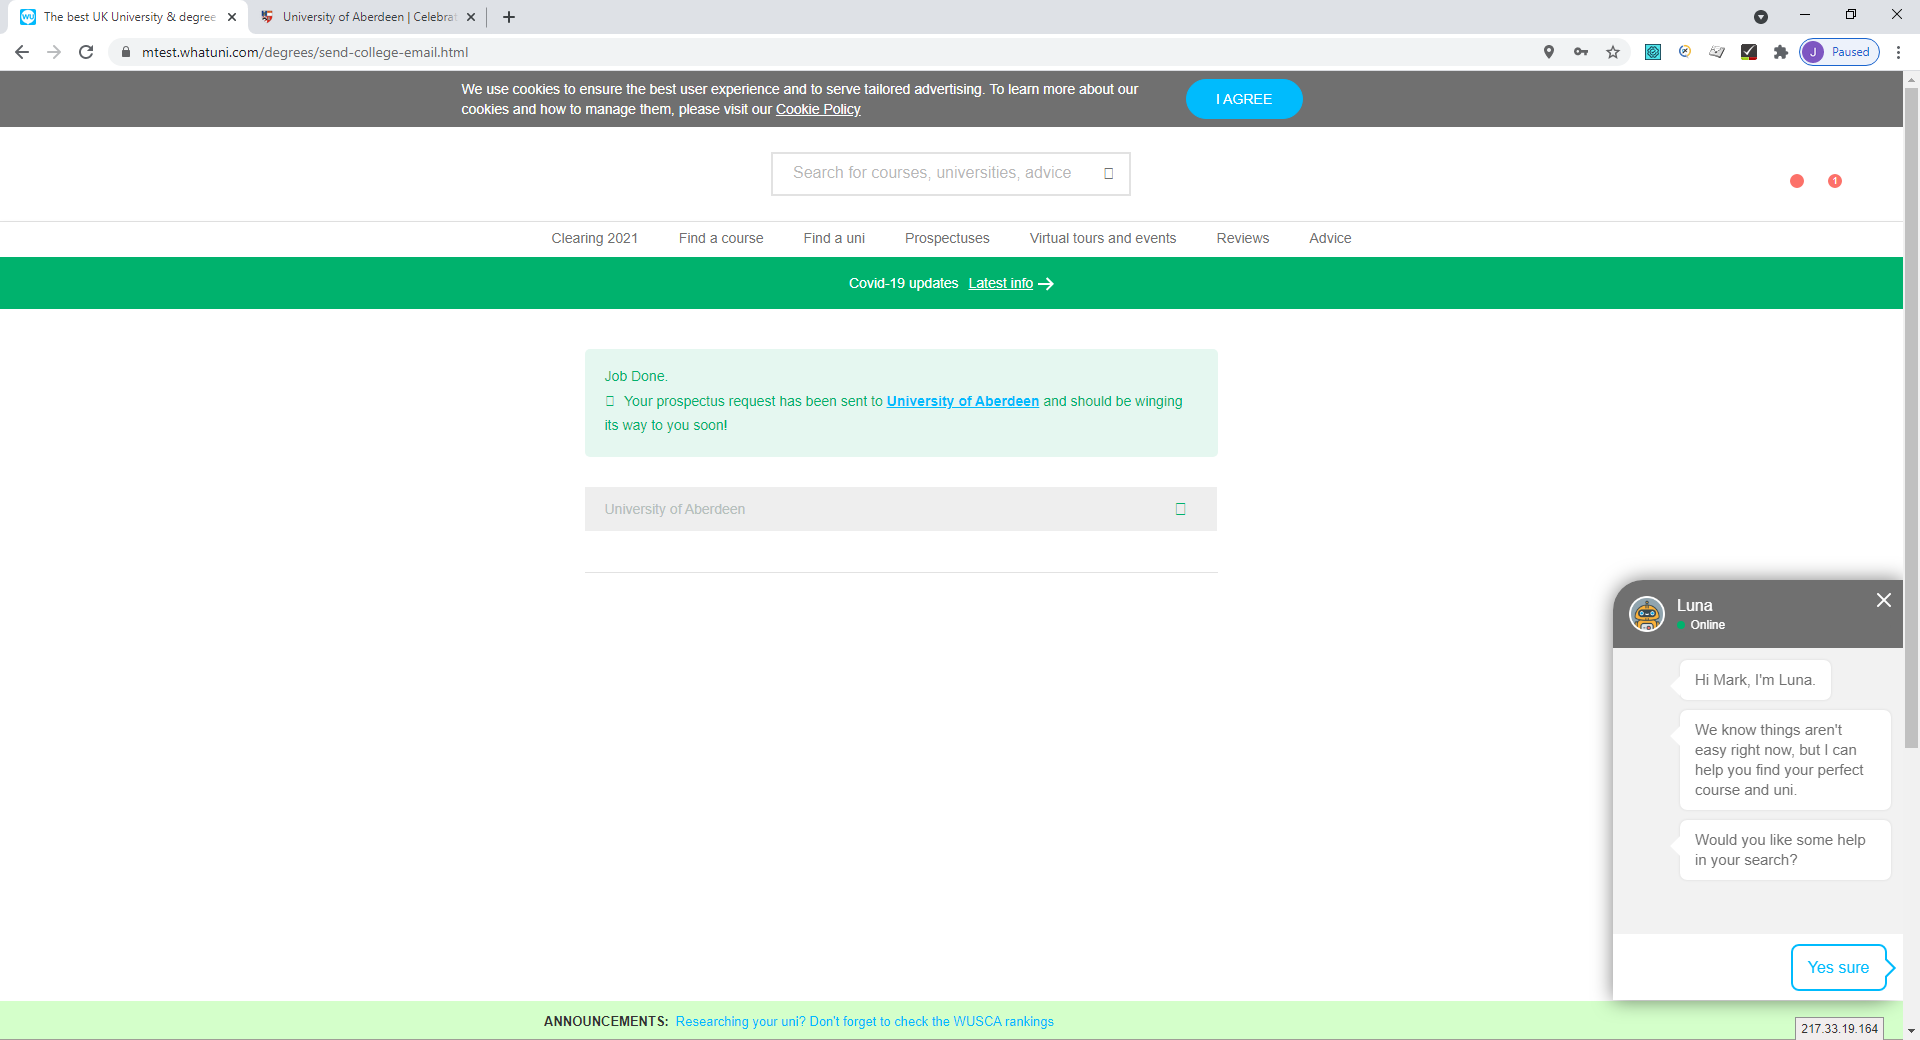 The best UK University & degree
University of Aberdeen | Celebrat
mtest.whatuni.com/degrees/send-college-email.html
J Paused
We use cookies to ensure the best user experience and to serve tailored advertising. To learn more about our
cookies and how to manage them, please visit our Cookie Policy
I AGREE
Search for courses, universities, advice
1
Clearing 2021 Find a course Find a uni Prospectuses Virtual tours and events Reviews Advice
Covid-19 updates Latest info
Job Done.
Your prospectus request has been sent to University of Aberdeen and should be winging
its way to you soon!
University of Aberdeen
Luna
Online
Hi Mark, I'm Luna.
We know things aren't
easy right now, but I can
help you find your perfect
course and uni.
Would you like some help
in your search?
Yes sure
ANNOUNCEMENTS: Researching your uni? Don't forget to check the WUSCA rankings
217.33.19.164